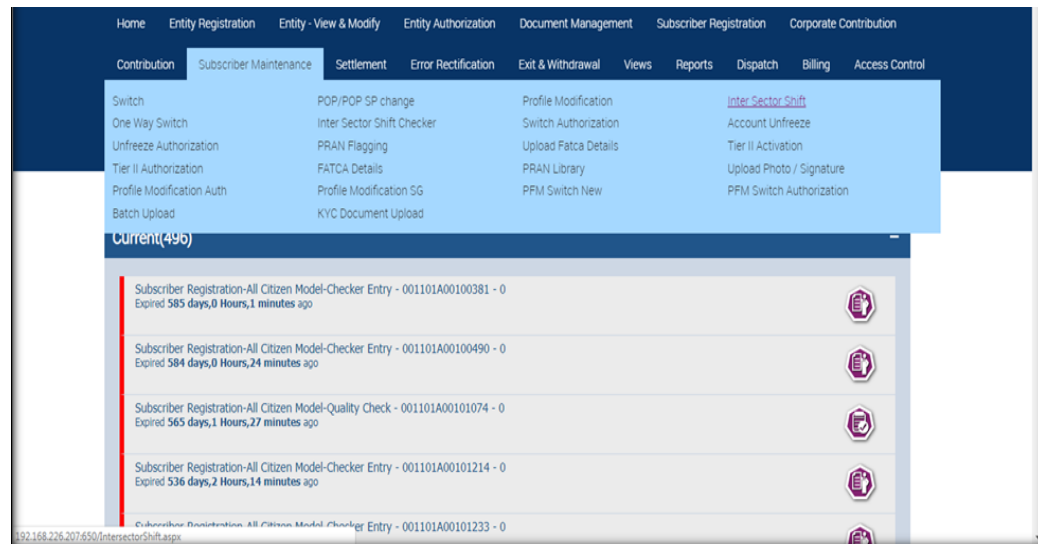 Home Entity Registration Entity - View & Modify Entity Authorization Document Management Subscriber Registration Corporate Contribution
Contribution Subscriber Maintenance Settlement Error Rectification Exit & Withdrawal Views Reports Dispatch Billing Access Control
Switch POP/POP SP change Profile Modification Inter Sector Shift
One Way Switch Inter Sector Shift Checker Switch Authorization Account Unfreeze
Unfreeze Authorization PRAN Flagging Upload Fatca Details Tier II Activation
Tier II Authorization FATCA Details PRAN Library Upload Photo / Signature
Profile Modification Auth Profile Modification SG PFM Switch New PFM Switch Authorization
Batch Upload KYC Document Upload
Current(496)
Subscriber Registration-All Citizen Model-Checker Entry - 001101A00100381 - 0
Expired 585 days,0 Hours,1 minutes ago
Subscriber Registration-All Citizen Model-Checker Entry - 001101A00100490 - 0
Expired 584 days,0 Hours,24 minutes ago
Subscriber Registration-All Citizen Model-Quality Check - 001101A00101074 - 0
Expired 565 days,1 Hours,27 minutes ago
Subscriber Registration-All Citizen Model-Checker Entry - 001101A00101214 - 0
Expired 536 days,2 Hours,14 minutes ago
Subscriber Registration-All Citizen Model-Checker Entry - 001101A00101233 - 0
192.168.226.207:650/IntersectorShift.aspx